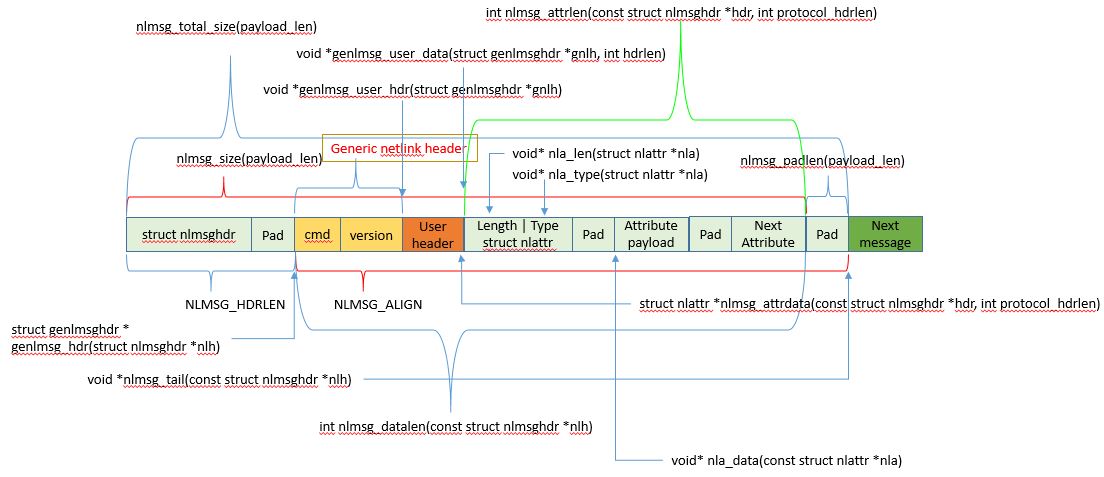 int nlmsg_attrlen(const struct nlmsghdr *hdr, int protocol_hdrlen)
nlmsg_total_size(payload_len)
void *genlmsg_user_data(struct genlmsghdr *gnlh, int hdrlen)
void *genlmsg_user_hdr(struct genlmsghdr *gnlh)
Generic netlink header
nlmsg_size(payload_len)
void* nla_len(struct nlattr *nla)
void* nla_type(struct nlattr *nla)
nlmsg_padlen(payload_len)
struct nlmsghdr
Pad
cmd
version
User
header
Length | Type
struct nlattr
Pad
Attribute
payload
Pad
Next
Attribute
Pad
Next
message
NLMSG_HDRLEN
NLMSG_ALIGN
struct nlattr *nlmsg_attrdata(const struct nlmsghdr *hdr, int protocol_hdrlen)
struct genlmsghdr *
genlmsg_hdr(struct nlmsghdr *nlh)
void *nlmsg_tail(const struct nlmsghdr *nlh)
int nlmsg_datalen(const struct nlmsghdr *nlh)
void* nla_data(const struct nlattr *nla)